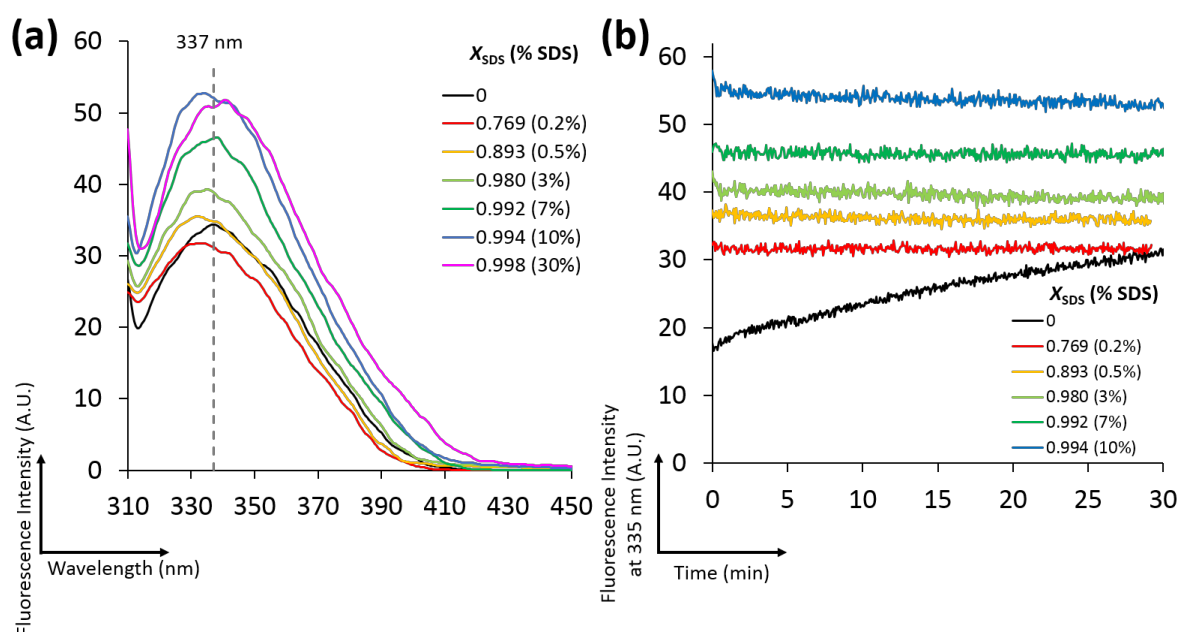 (a)
337 nm
XSDS (% SDS)
0
0.769 (0.2%)
0.893 (0.5%)
0.980 (3%)
0.992 (7%)
0.994 (10%)
0.998 (30%)
60
50
40
30
20
10
0
310 330 350 370 390 410 430 450
Fluorescence Intensity (A.U.)
Wavelength (nm)
(b)
60
50
40
30
20
10
0
XSDS (% SDS)
0
0.769 (0.2%)
0.893 (0.5%)
0.980 (3%)
0.992 (7%)
0.994 (10%)
0 5 10 15 20 25 30
Fluorescence Intensity
at 335 nm (A.U.)
Time (min)